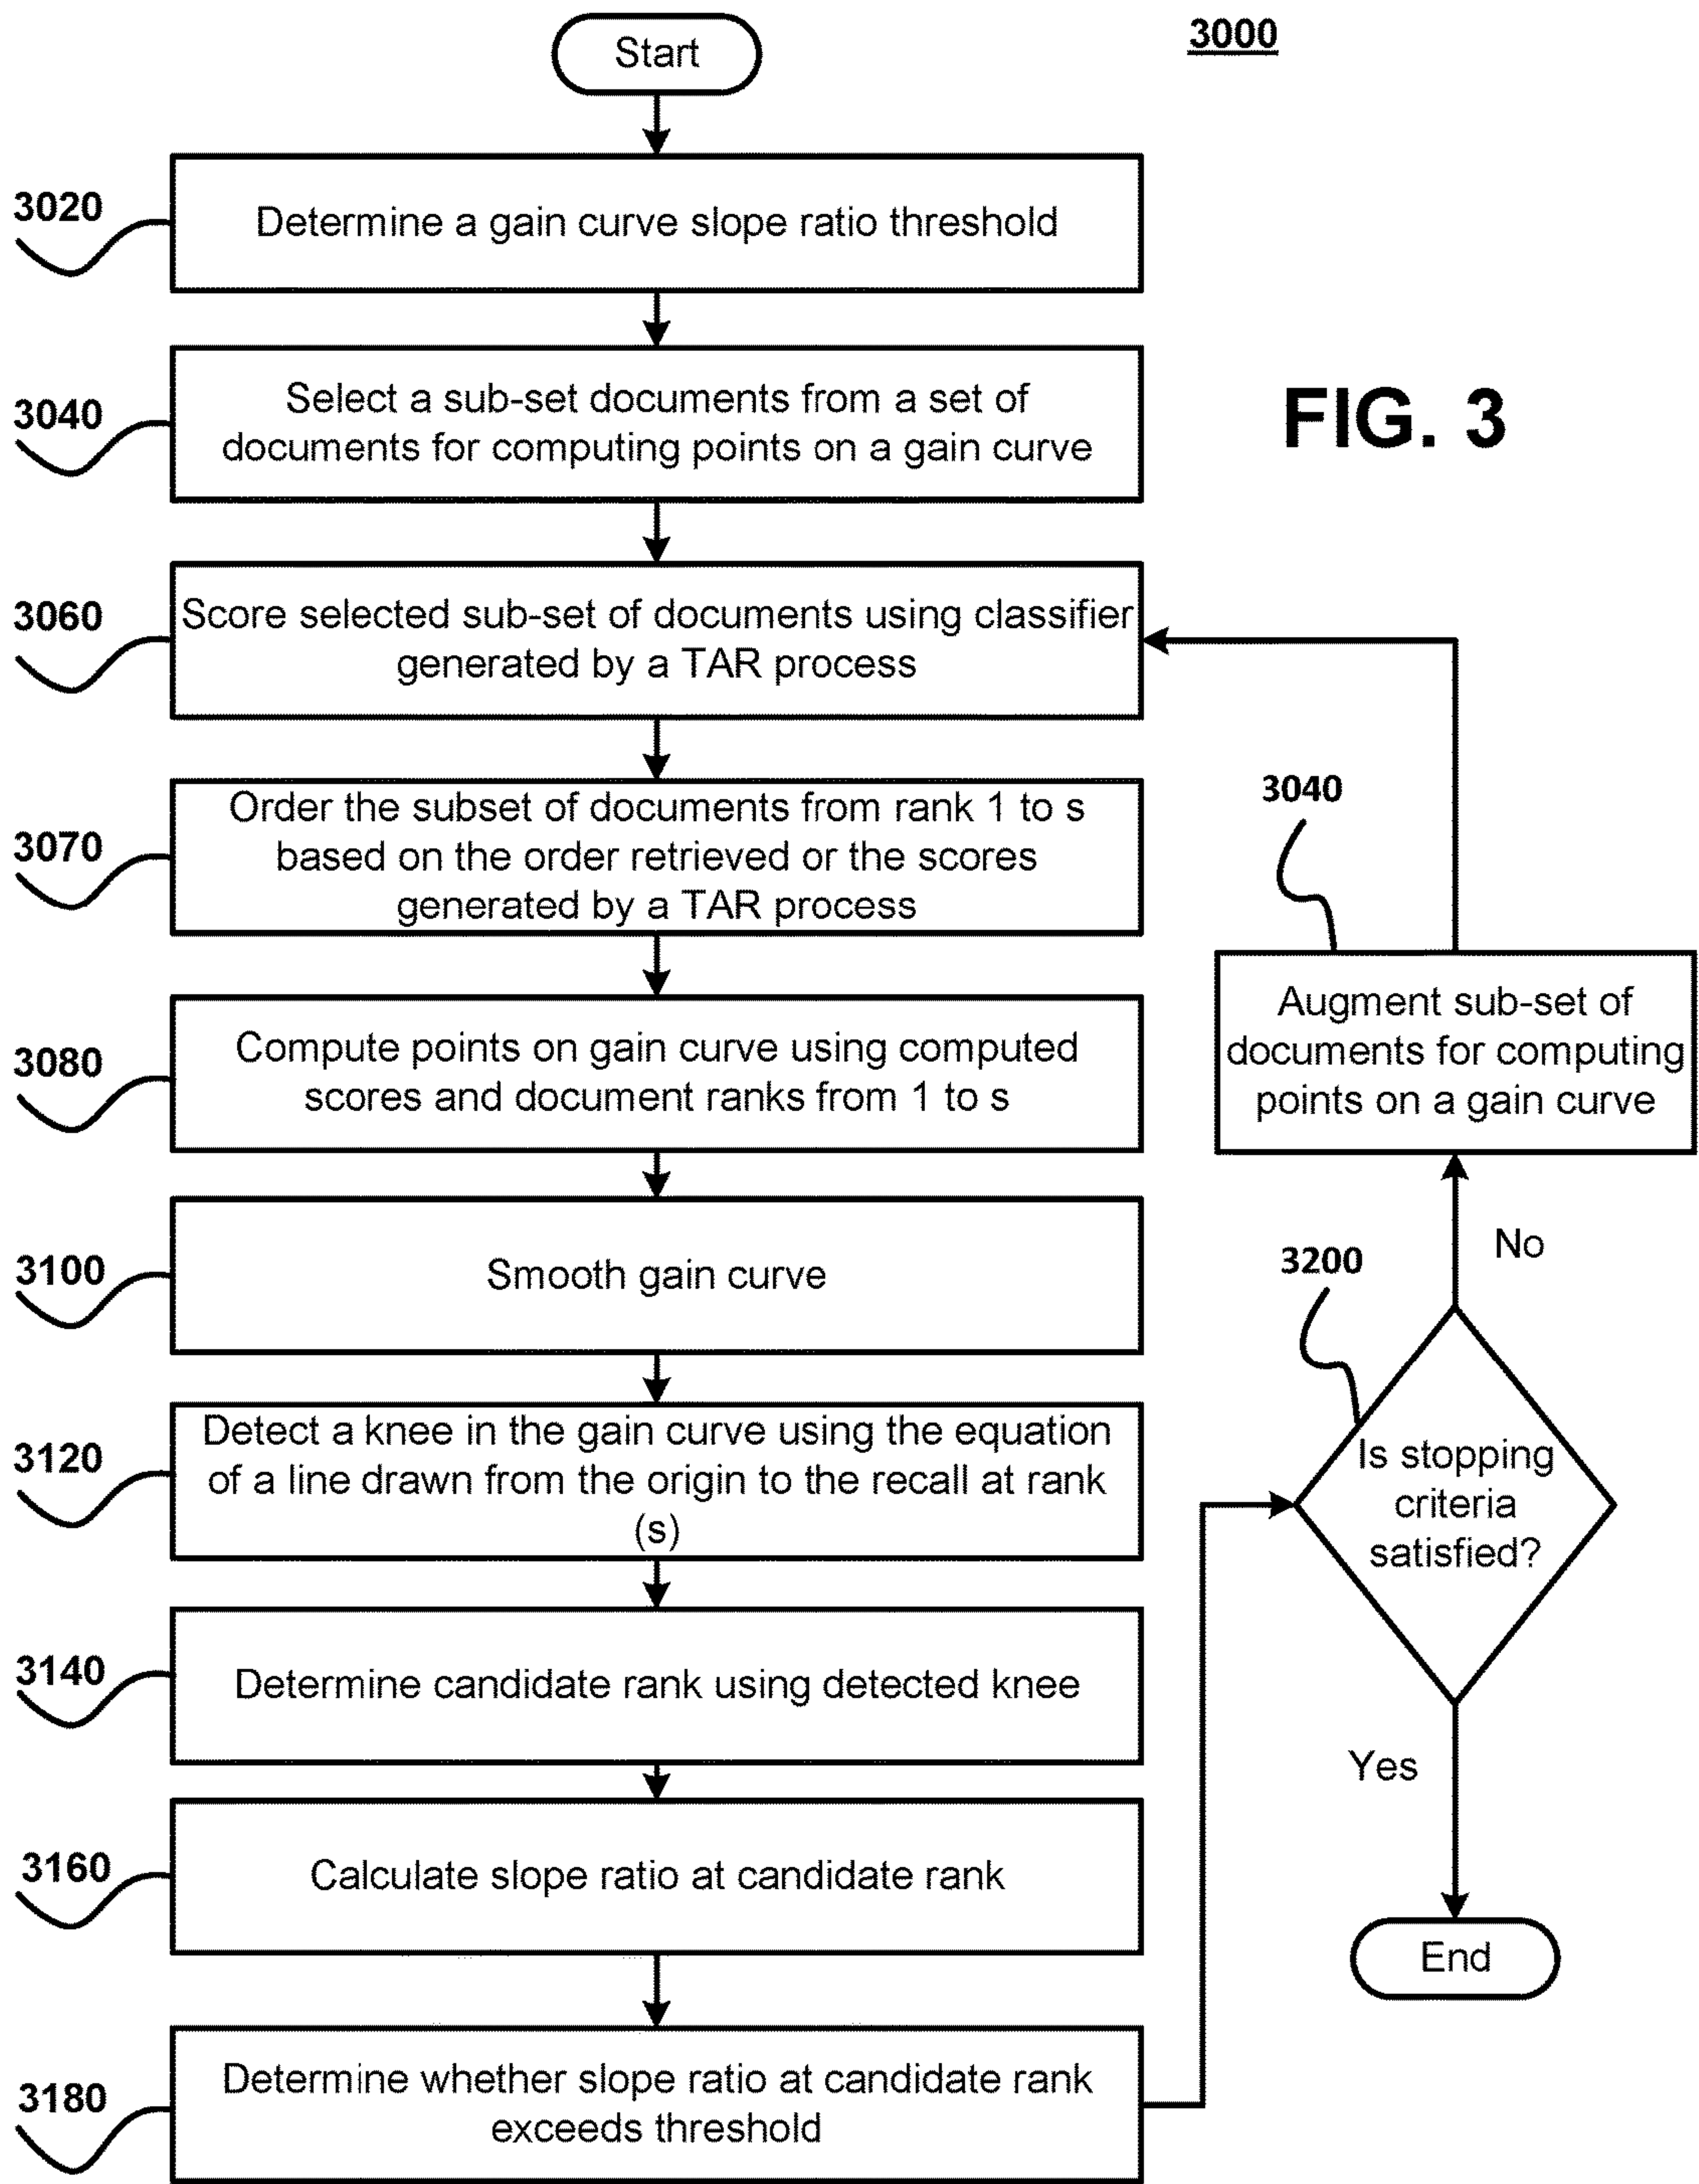 3000
Start
3020
Determine a gain curve slope ratio threshold
3040
Select a sub-set documents from a set of
documents for computing points on a gain curve
FIG. 3
3060
Score selected sub-set of documents using classifier
generated by a TAR process
3070
Order the subset of documents from rank 1 to s
based on the order retrieved or the scores
generated by a TAR process
3040
Augment sub-set of
documents for computing
points on a gain curve
3080
Compute points on gain curve using computed
scores and document ranks from 1 to s
3100
Smooth gain curve
No
3200
3120
Detect a knee in the gain curve using the equation
of a line drawn from the origin to the recall at rank
(s)
Is stopping
criteria
satisfied?
3140
Determine candidate rank using detected knee
Yes
3160
Calculate slope ratio at candidate rank
End
3180
Determine whether slope ratio at candidate rank
exceeds threshold